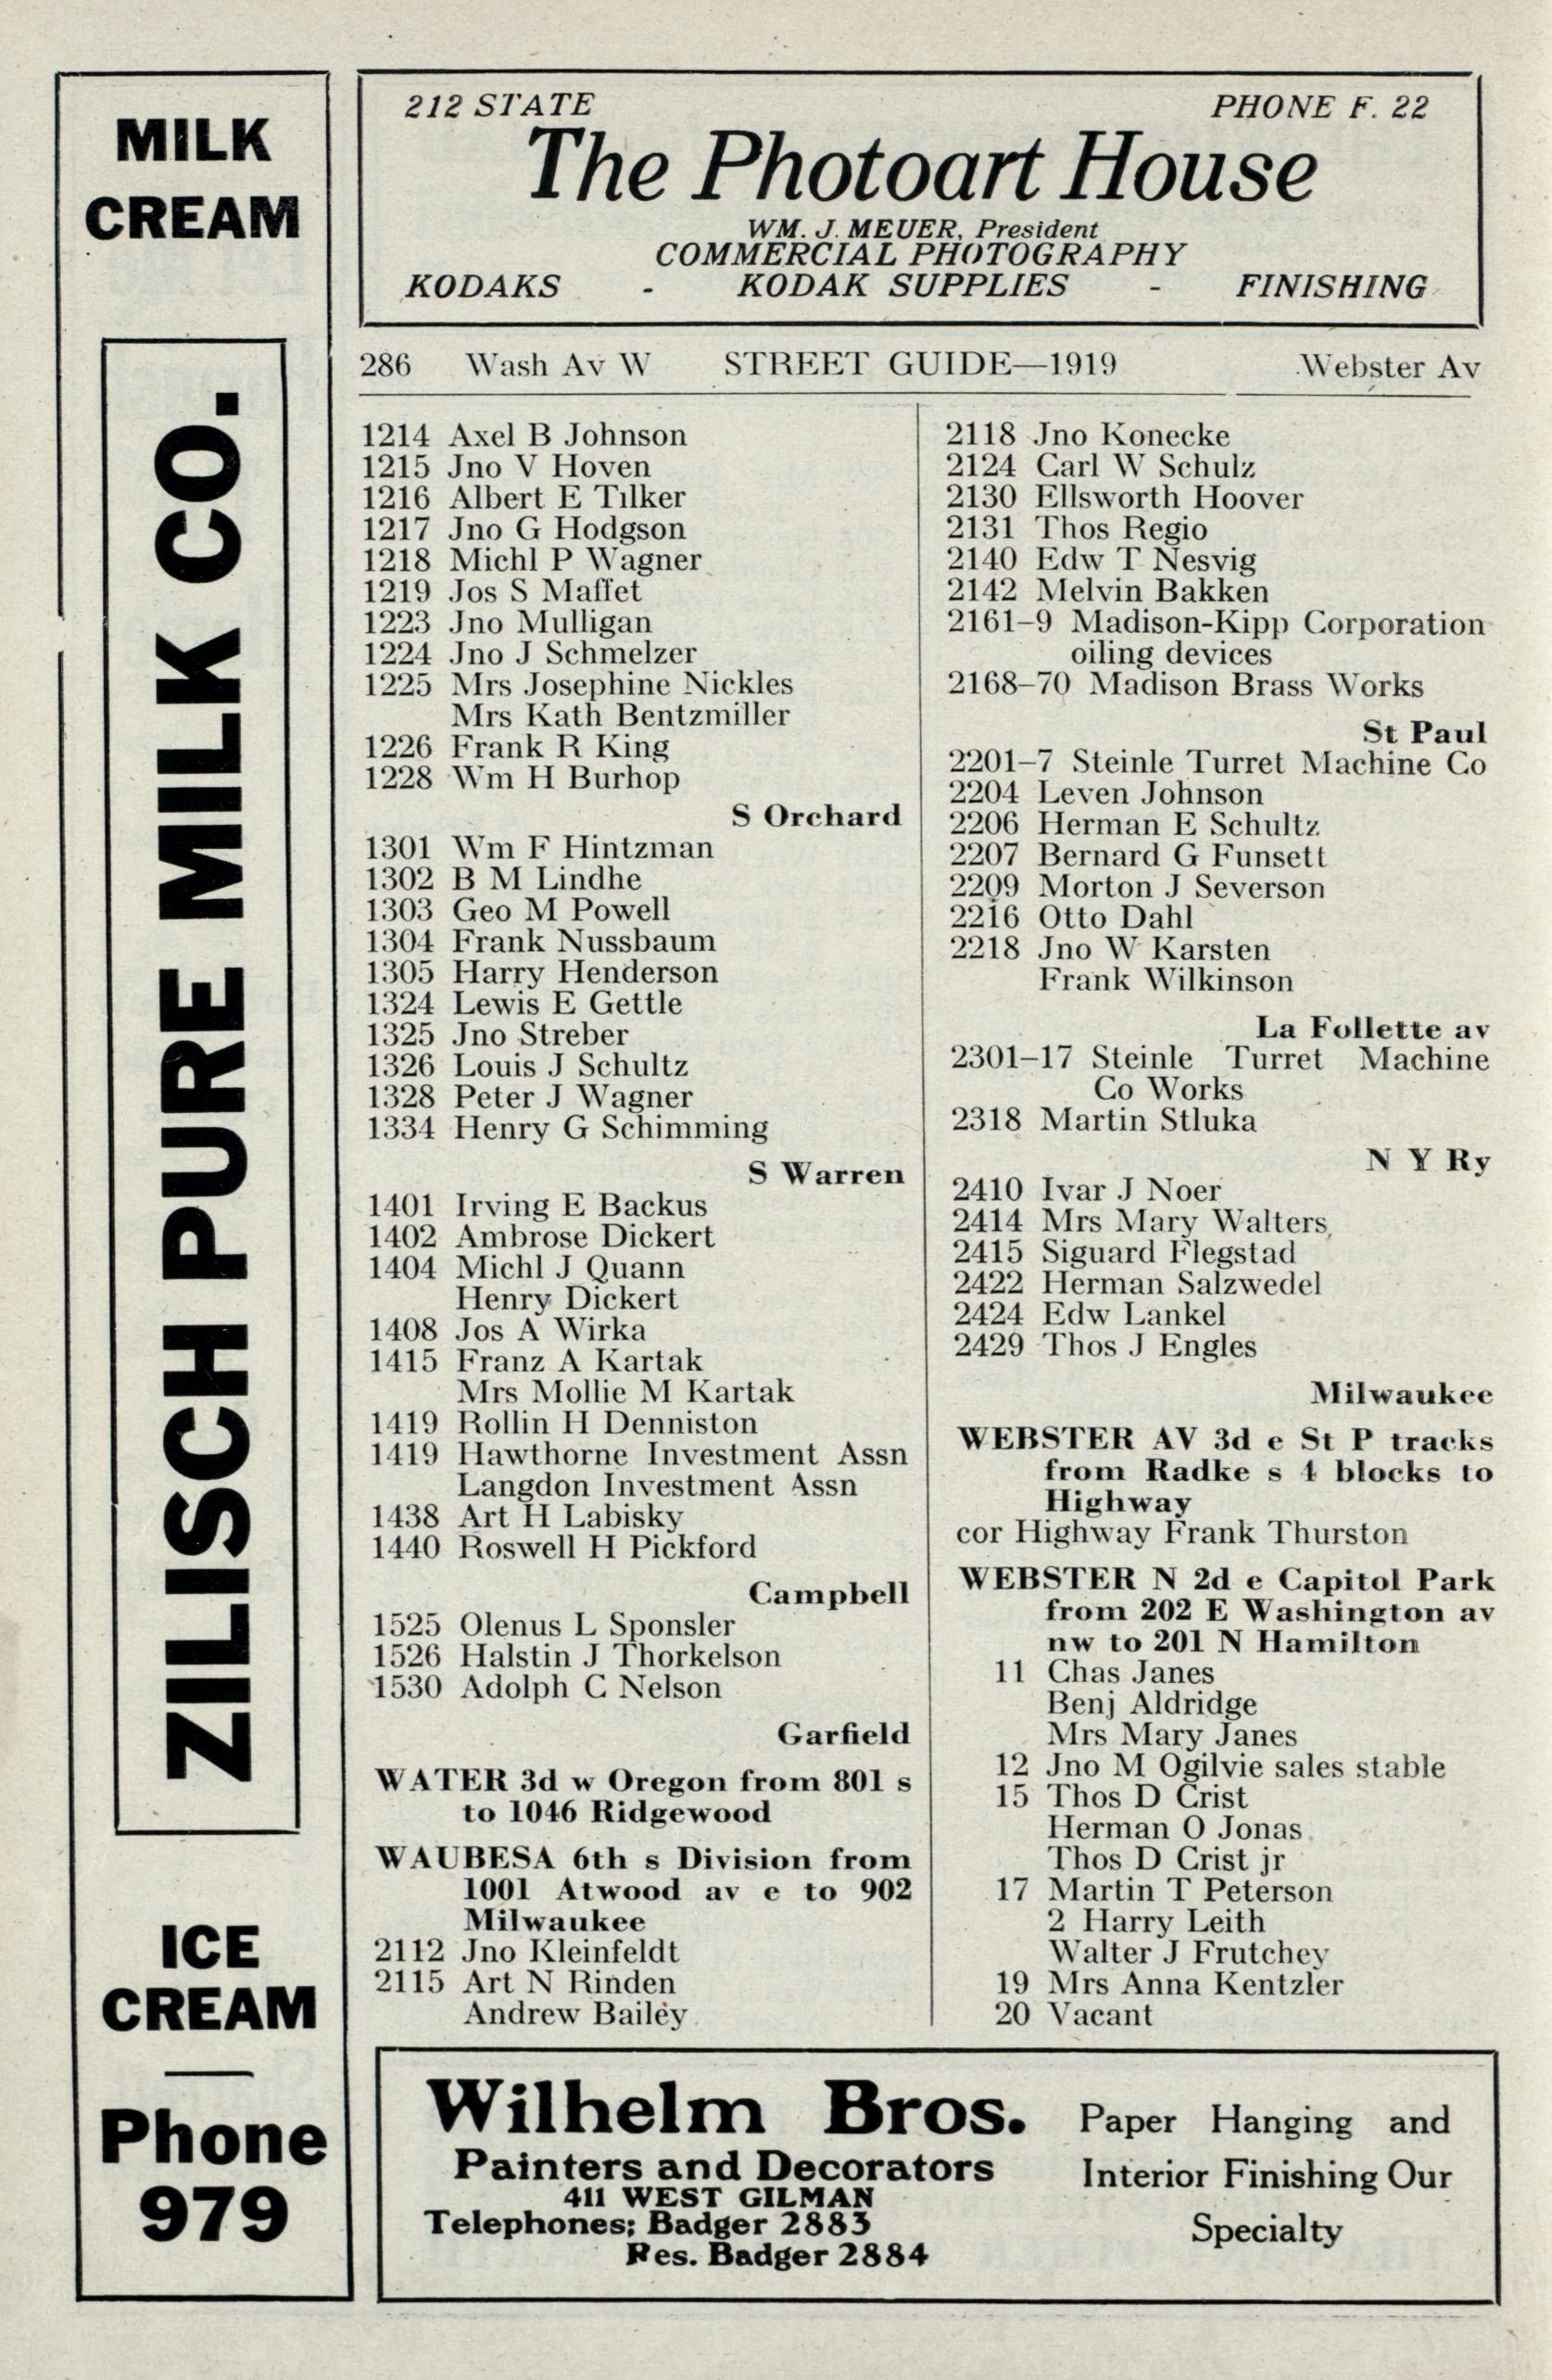 MILK
CREAM
ZILISCH PURE MILK CO.
ICE
CREAM
Phone
979
212 STATE PHONE F. 22
The Photoart House
WM. J. MEUER, President
COMMERCIAL PHOTOGRAPHY
KODAKS - KODAK SUPPLIES - FINISHING
286 Wash Av W STREET GUIDE—1919 Webster Av
1214 Axel B Johnson
1215 Jno V Hoven
1216 Albert E Tilker
1217 Jno G Hodgson
1218 Michl P Wagner
1219 Jos S Maffet
1223 Jno Mulligan
1224 Jno J Schmelzer
1225 Mrs Josephine Nickles
Mrs Kath Bentzmiller
1226 Frank R King
1228 Wm H Burhop
S Orchard
1301 Wm F Hintzman
1302 B M Lindhe
1303 Geo M Powell
1304 Frank Nussbaum
1305 Harry Henderson
1324 Lewis E Gettle
1325 Jno Streber
1326 Louis J Schultz
1328 Peter J Wagner
1334 Henry G Schimming
S Warren
1401 Irving E Backus
1402 Ambrose Dickert
1404 Michl J Quann
Henry Dickert
1408 Jos A Wirka
1415 Franz A Kartak
Mrs Mollie M Kartak
1419 Rollin H Denniston
1419 Hawthorne Investment Assn
Langdon Investment Assn
1438 Art H Labisky
1440 Roswell H Pickford
Campbell
1525 Olenus L Sponsler
1526 Halstin J Thorkelson
1530 Adolph C Nelson
Garfield
WATER 3d w Oregon from 801 s
to 1046 Ridgewood
WAUBESA 6th s Division from
1001 Atwood av e to 902
Milwaukee
2112 Jno Kleinfeldt
2115 Art N Rinden
Andrew Bailey
2118 Jno Konecke
2124 Carl W Schulz
2130 Ellsworth Hoover
2131 Thos Regio
2140 Edw T Nesvig
2142 Melvin Bakken
2161–9 Madison-Kipp Corporation
oiling devices
2168–70 Madison Brass Works
St Paul
2201–7 Steinle Turret Machine Co
2204 Leven Johnson
2206 Herman E Schultz
2207 Bernard G Funsett
2209 Morton J Severson
2216 Otto Dahl
2218 Jno W Karsten
Frank Wilkinson
La Follette av
2301–17 Steinle Turret Machine
Co Works
2318 Martin Stluka
N Y Ry
2410 Ivar J Noer
2414 Mrs Mary Walters
2415 Siguard Flegstad
2422 Herman Salzwedel
2424 Edw Lankel
2429 Thos J Engles
Milwaukee
WEBSTER AV 3d e St P tracks
from Radke s 4 blocks to
Highway
cor Highway Frank Thurston
WEBSTER N 2d e Capitol Park
from 202 E Washington av
nw to 201 N Hamilton
11 Chas Janes
Benj Aldridge
Mrs Mary Janes
12 Jno M Ogilvie sales stable
15 Thos D Crist
Herman O Jonas
Thos D Crist jr
17 Martin T Peterson
2 Harry Leith
Walter J Frutchey
19 Mrs Anna Kentzler
20 Vacant
Wilhelm Bros.
Painters and Decorators
411 WEST GILMAN
Telephones: Badger 2883
Res. Badger 2884
Paper Hanging and
Interior Finishing Our
Specialty